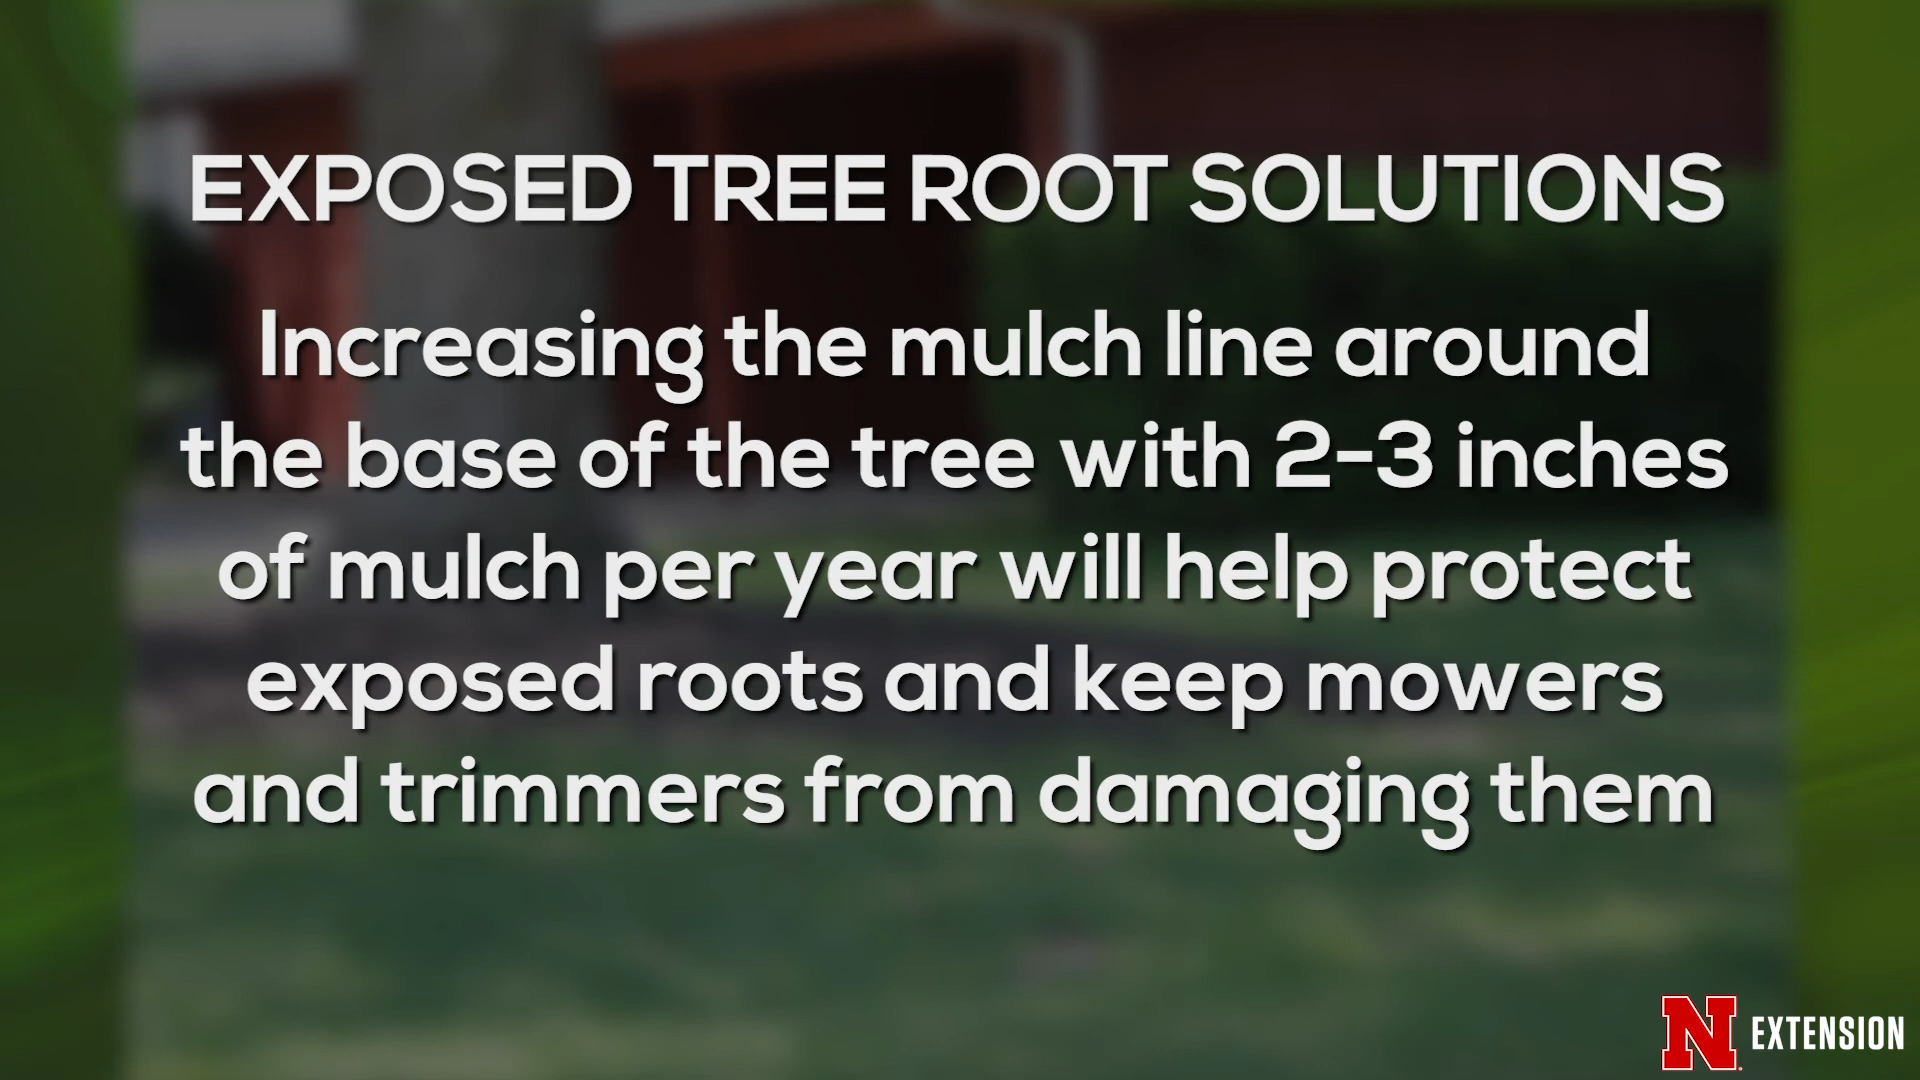 EXPOSED TREE ROOT SOLUTIONS
Increasing the mulch line around
the base of the tree with 2-3 inches
of mulch per year will help protect
exposed roots and keep mowers
and trimmers from damaging them
N EXTENSION